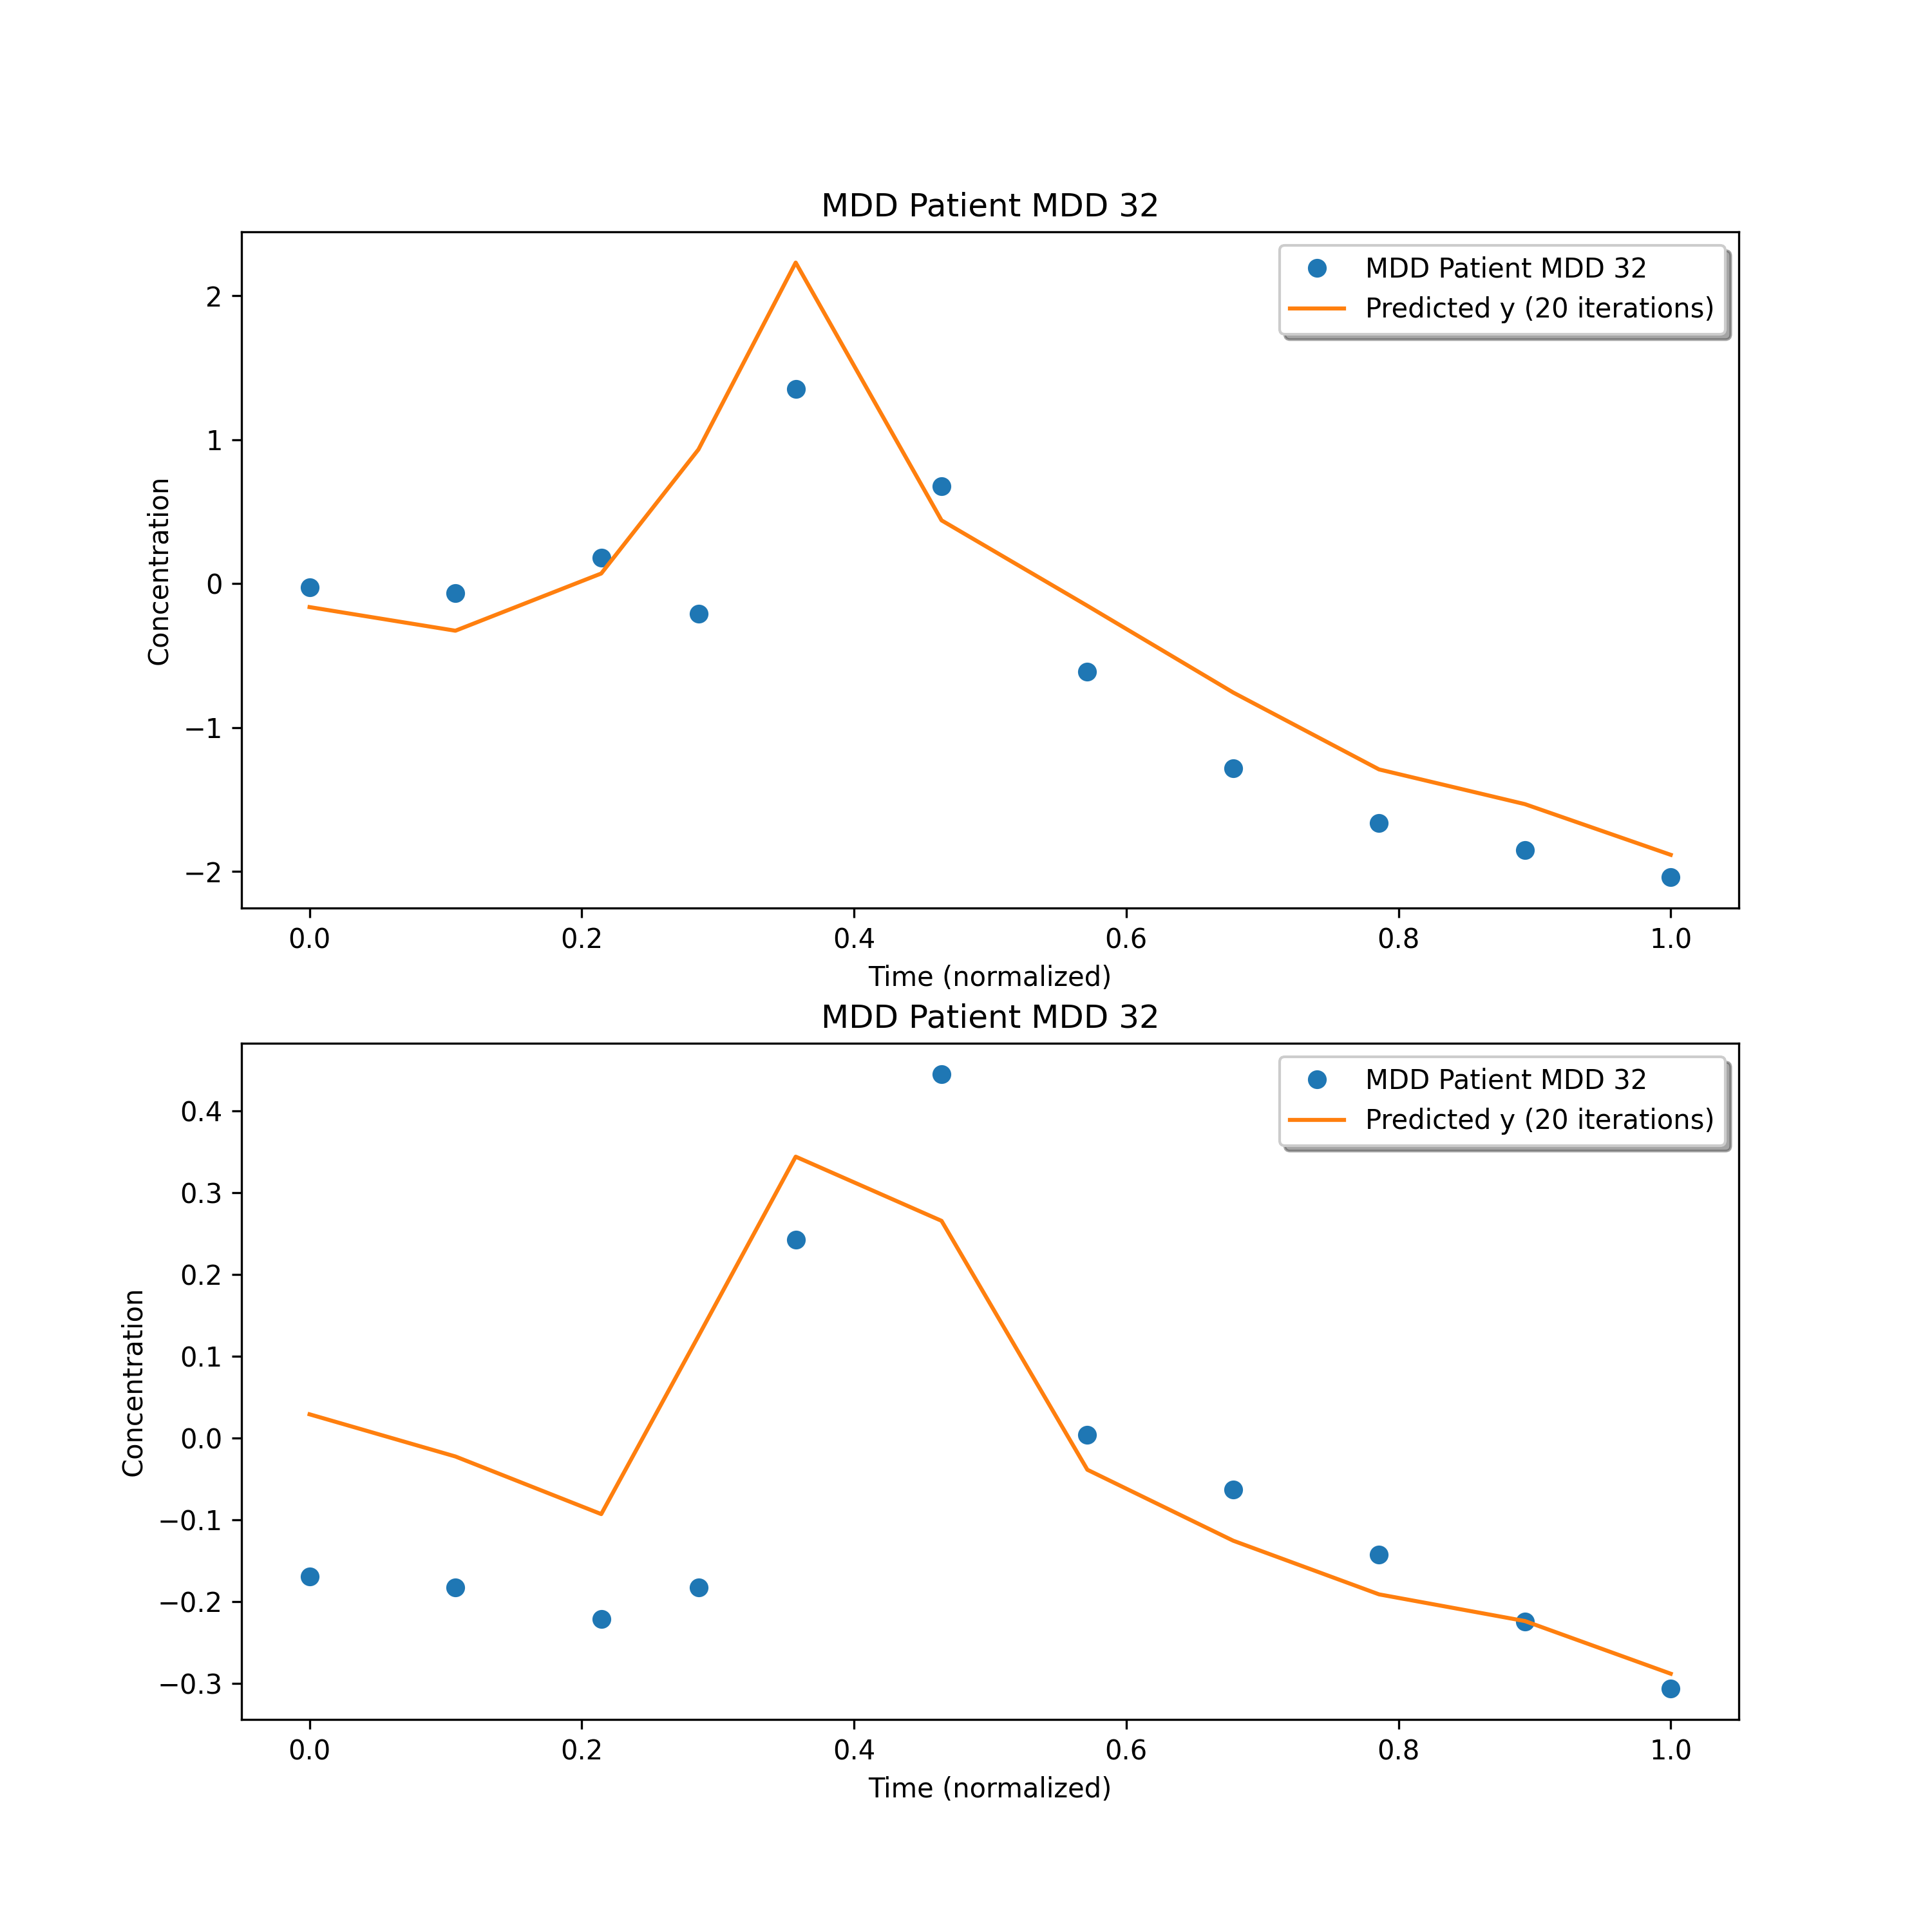 MDD Patient MDD 32
MDD Patient MDD 32
Predicted y (20 iterations)
Concentration
2
1
0
−1
−2
0.0 0.2 0.4 0.6 0.8 1.0
Time (normalized)
MDD Patient MDD 32
MDD Patient MDD 32
Predicted y (20 iterations)
Concentration
0.4
0.3
0.2
0.1
0.0
−0.1
−0.2
−0.3
0.0 0.2 0.4 0.6 0.8 1.0
Time (normalized)